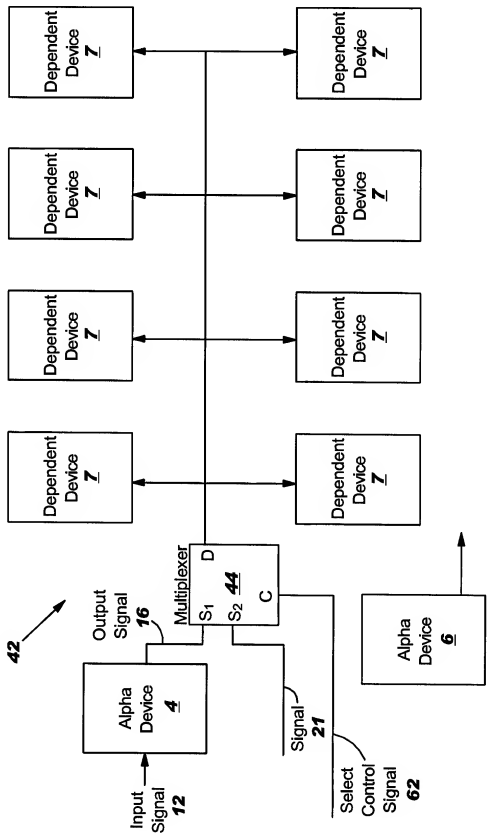 42
Input
Signal
12
Alpha
Device
4
Output
Signal
16
Multiplexer
S1
S2
D
44
C
Signal
21
Select
Control
Signal
62
Alpha
Device
6
Dependent
Device
7
Dependent
Device
7
Dependent
Device
7
Dependent
Device
7
Dependent
Device
7
Dependent
Device
7
Dependent
Device
7
Dependent
Device
7